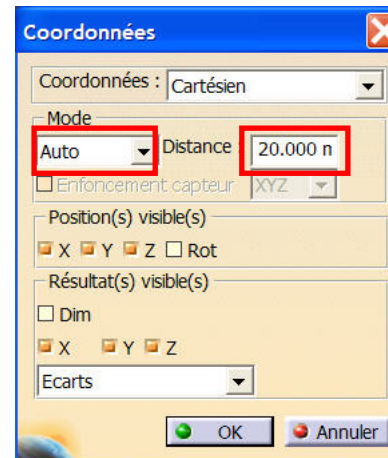 Coordonnées
Coordonnées : Cartésien
Mode
Auto Distance : 20.000 n
Enfoncement capteur XYZ
Position(s) visible(s)
X Y Z Rot
Résultat(s) visible(s)
Dim
X Y Z
Ecarts
OK Annuler